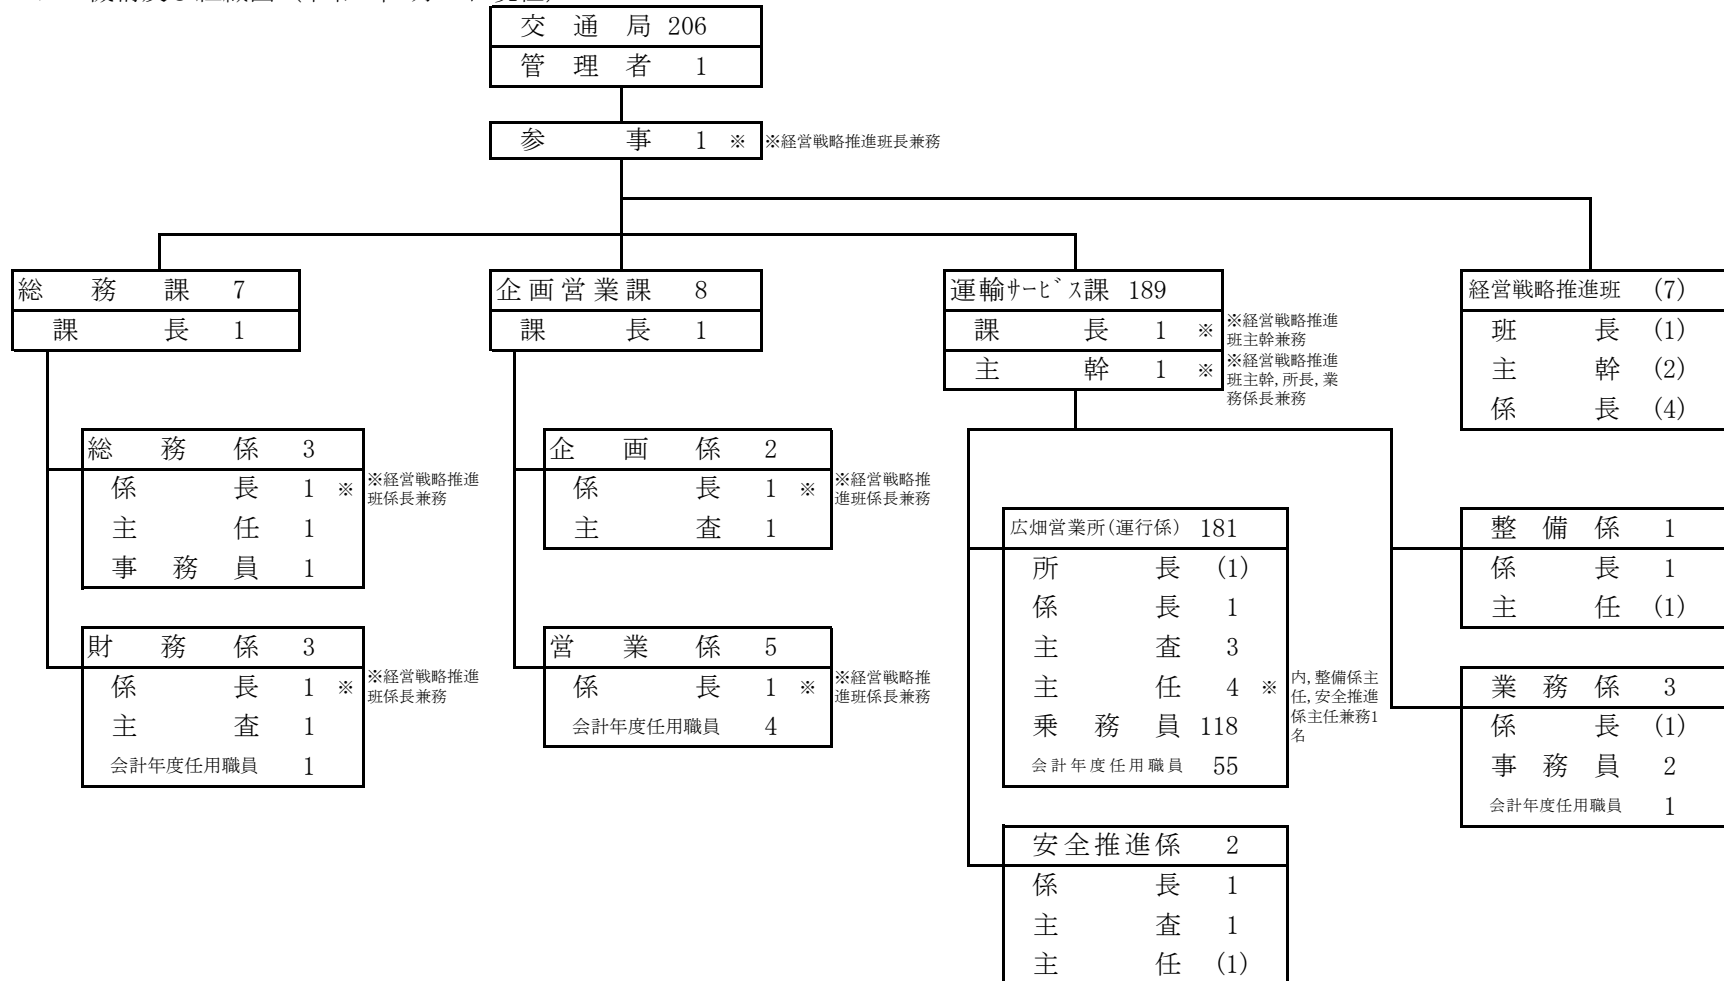 交通局 206
管理者 1
参事 1 ※
※経営戦略推進班長兼務
総務課 7
課長 1
総務係 3
係長 1 ※
※経営戦略推進
班係長兼務
主任 1
事務員 1
財務係 3
係長 1 ※
※経営戦略推進
班係長兼務
主査 1
会計年度任用職員 1
企画営業課 8
課長 1
企画係 2
係長 1 ※
※経営戦略推
進班係長兼務
主査 1
営業係 5
係長 1 ※
※経営戦略推
進班係長兼務
会計年度任用職員 4
運輸ｻｰﾋﾞｽ課 189
課長 1 ※
※経営戦略推進
班主幹兼務
主幹 1 ※
※経営戦略推進
班主幹,所長,業
務係長兼務
広畑営業所(運行係) 181
所長 (1)
係長 1
主査 3
主任 4 ※
内,整備係主
任,安全推進
係主任兼務1
名
乗務員 118
会計年度任用職員 55
安全推進係 2
係長 1
主査 1
主任 (1)
経営戦略推進班 (7)
班長 (1)
主幹 (2)
係長 (4)
整備係 1
係長 1
主任 (1)
業務係 3
係長 (1)
事務員 2
会計年度任用職員 1